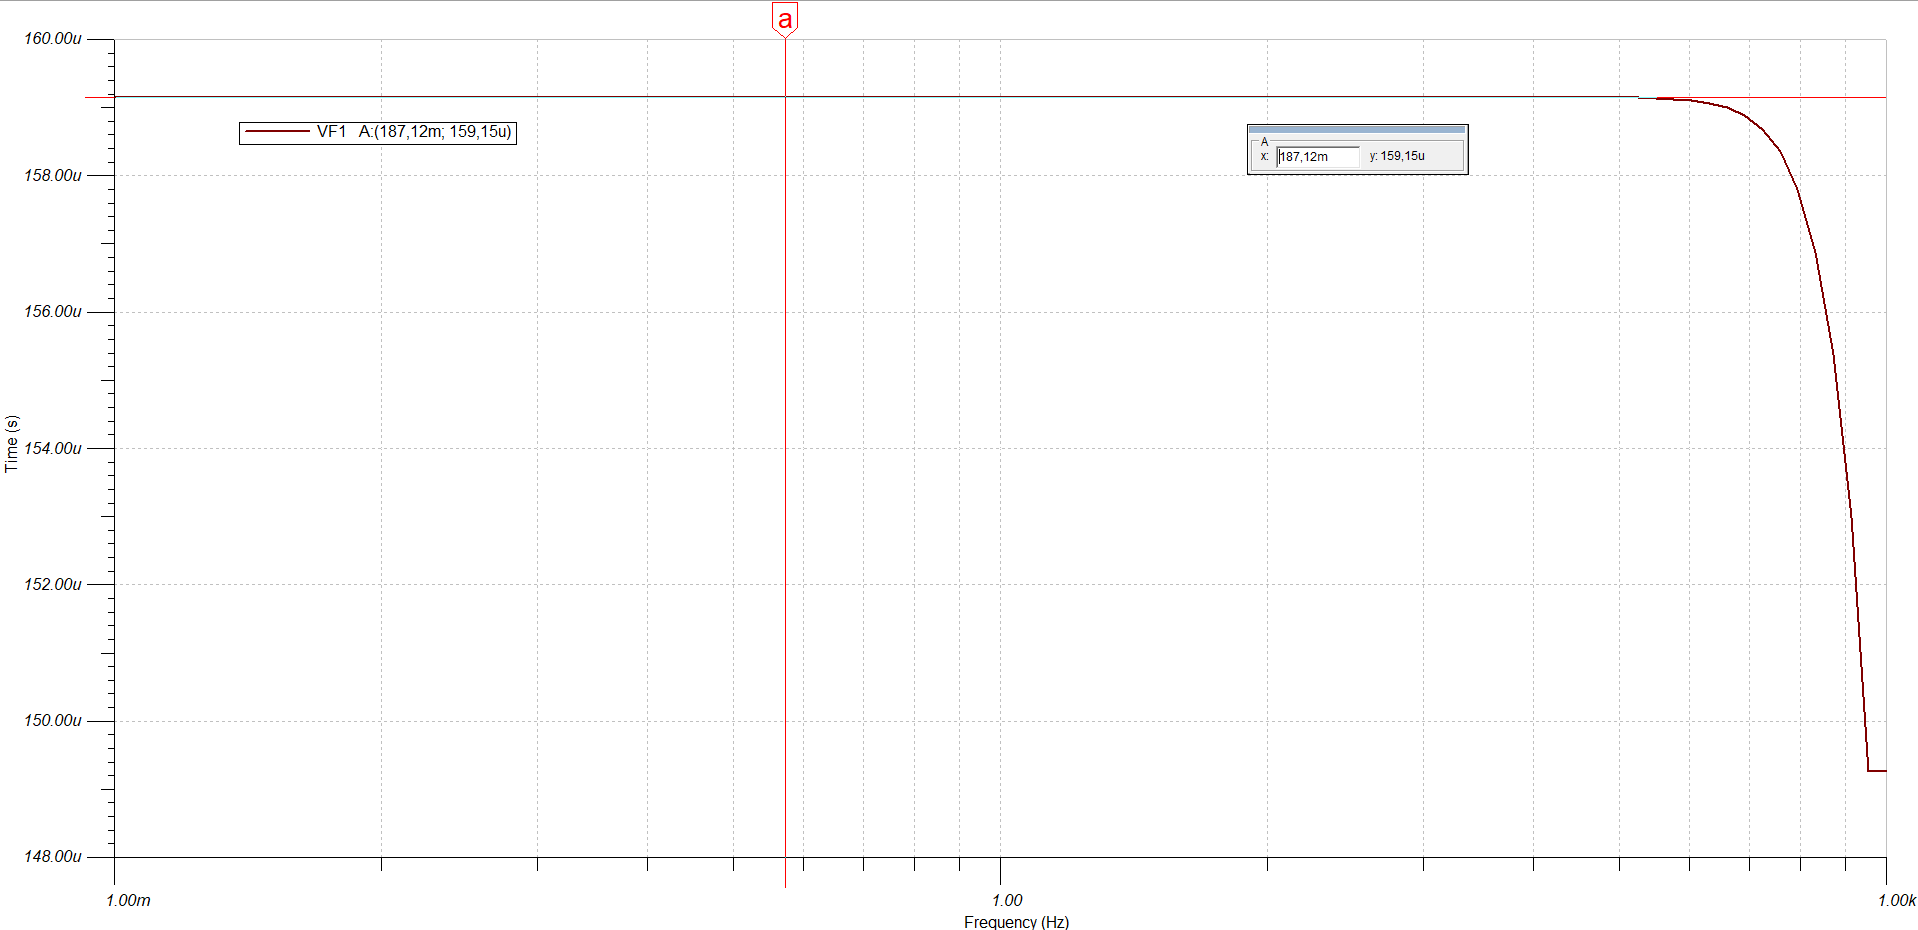 a
160.00u
VF1 A:(187,12m; 159,15u)
A
x: 187,12m y: 159,15u
158.00u
156.00u
154.00u
Time (s)
152.00u
150.00u
148.00u
1.00m 1.00 1.00k
Frequency (Hz)